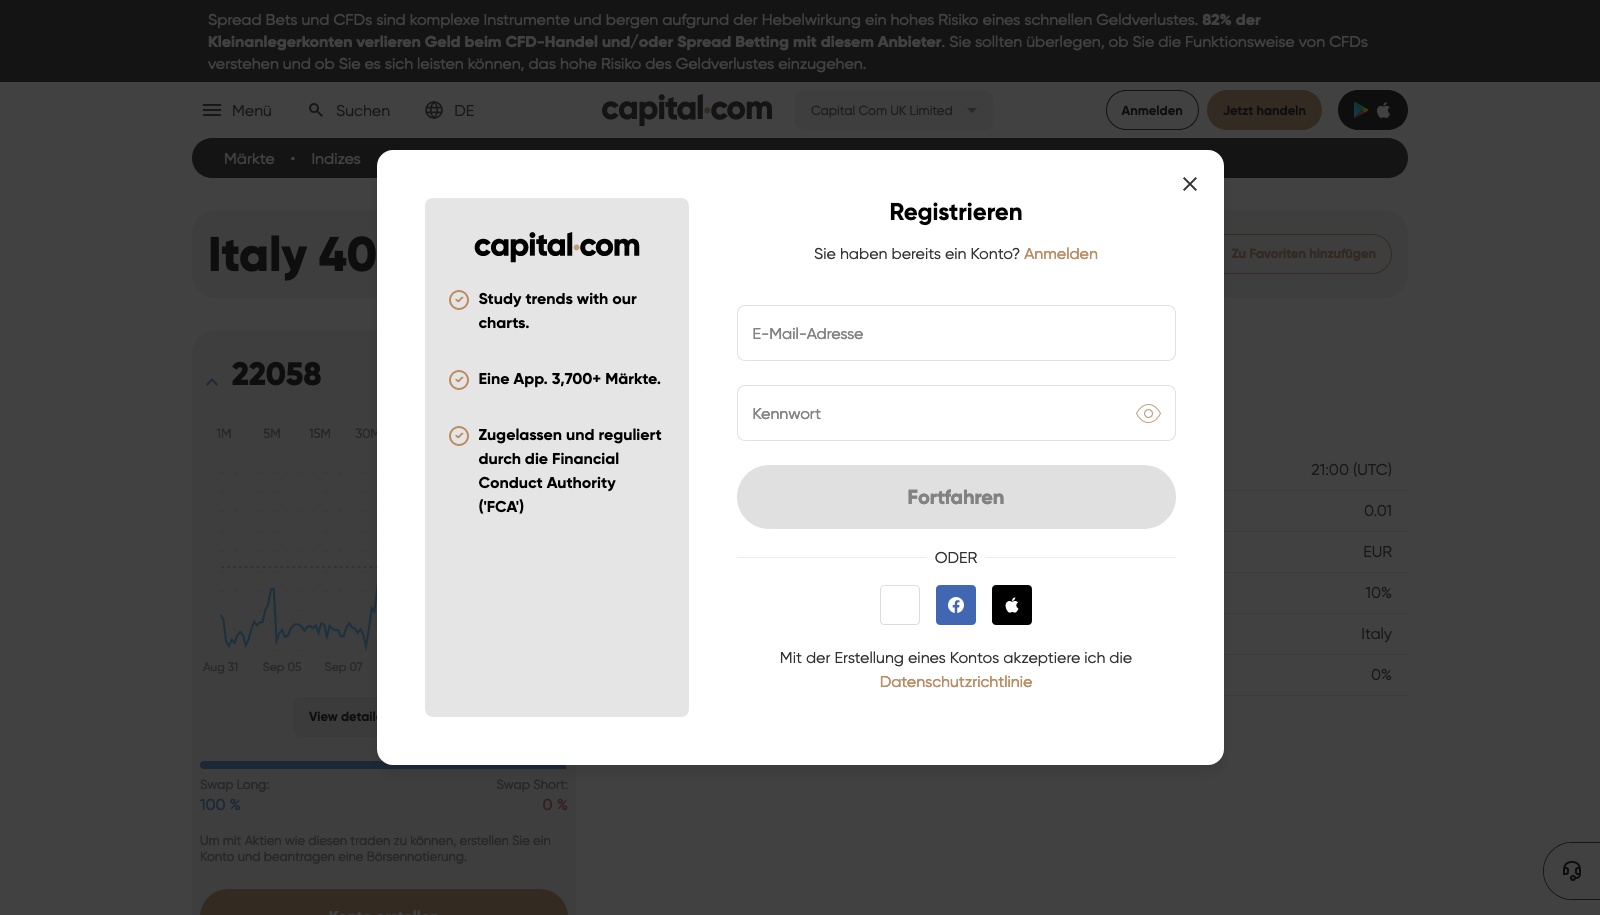 Spread Bets und CFDs sind komplexe Instrumente und bergen aufgrund der Hebelwirkung ein hohes Risiko eines schnellen Geldverlustes. 82% der
Kleinanlegerkonten verlieren Geld beim CFD-Handel und/oder Spread Betting mit diesem Anbieter. Sie sollten überlegen, ob Sie die Funktionsweise von CFDs
verstehen und ob Sie es sich leisten können, das hohe Risiko des Geldverlustes einzugehen.
Menü Suchen DE capital.com Capital Com UK Limited Anmelden Jetzt handeln
Märkte • Indizes
Italy 40
Zu Favoriten hinzufügen
22058
1M 5M 15M 30M
Aug 31 Sep 05 Sep 07
View detaile
Swap Long: Swap Short:
100 % 0 %
Um mit Aktien wie diesen traden zu können, erstellen Sie ein
Konto und beantragen eine Börsennotierung.
21:00 (UTC)
0.01
EUR
10%
Italy
0%
capital.com
Study trends with our
charts.
Eine App. 3,700+ Märkte.
Zugelassen und reguliert
durch die Financial
Conduct Authority
('FCA')
Registrieren
Sie haben bereits ein Konto? Anmelden
E-Mail-Adresse
Kennwort
Fortfahren
ODER
Mit der Erstellung eines Kontos akzeptiere ich die
Datenschutzrichtlinie